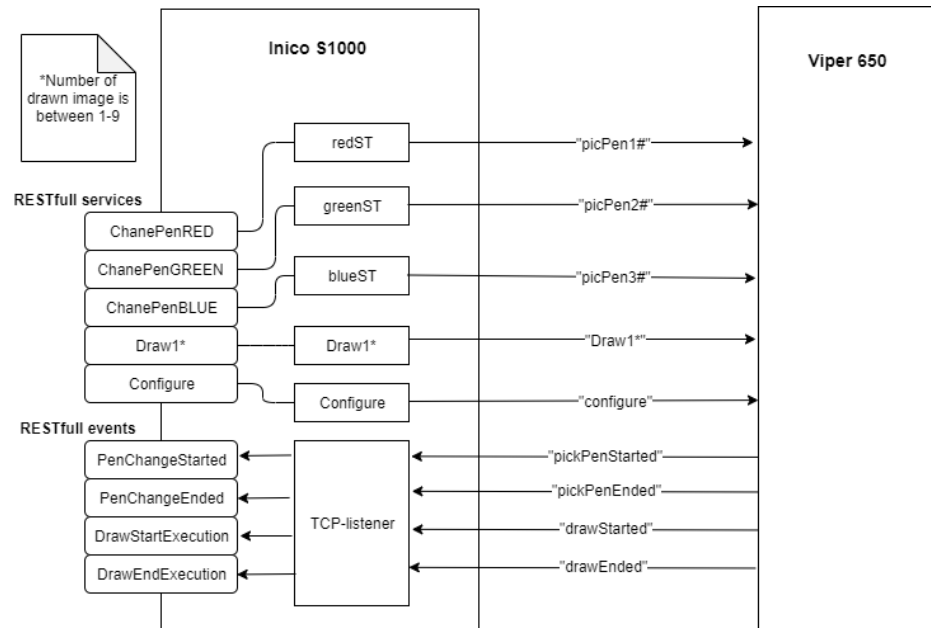 Inico S1000
Viper 650
*Number of
drawn image is
between 1-9
redST
"picPen1#"
RESTfull services
greenST
"picPen2#"
ChanePenRED
ChanePenGREEN
blueST
"picPen3#"
ChanePenBLUE
Draw1*
Draw1*
"Draw1*"
Configure
Configure
"configure"
RESTfull events
PenChangeStarted
"pickPenStarted"
PenChangeEnded
"pickPenEnded"
TCP-listener
DrawStartExecution
"drawStarted"
DrawEndExecution
"drawEnded"